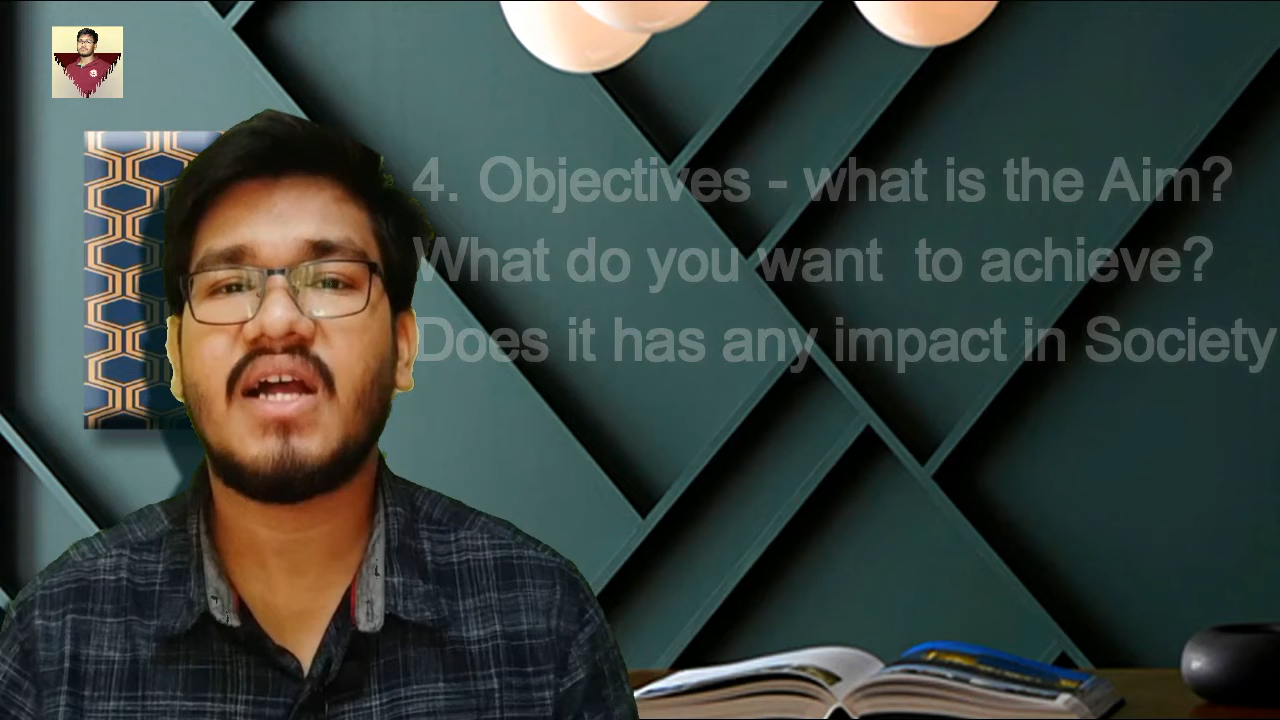 4. Objectives - what is the Aim?
What do you want to achieve?
Does it has any impact in Society